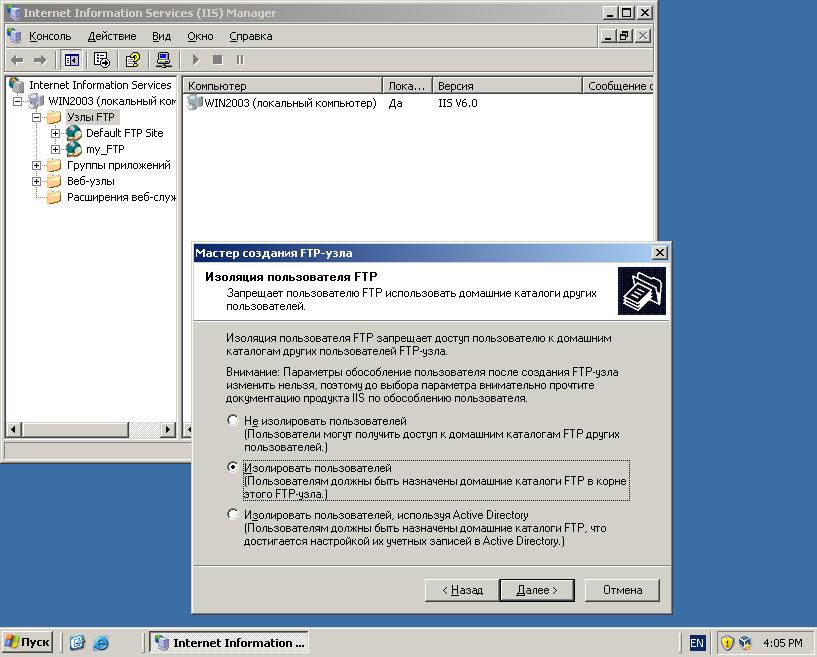 Internet Information Services (IIS) Manager
Консоль Действие Вид Окно Справка
Internet Information Services
WIN2003 (локальный ком
Узлы FTP
Default FTP Site
my_FTP
Группы приложений
Веб-узлы
Расширения веб-служ
Компьютер Лока... Версия Сообщение о
WIN2003 (локальный компьютер) Да IIS V6.0
Мастер создания FTP-узла
Изоляция пользователя FTP
Запрещает пользователю FTP использовать домашние каталоги других
пользователей.
Изоляция пользователя FTP запрещает доступ пользователю к домашним
каталогам других пользователей FTP-узла.
Внимание: Параметры обособление пользователя после создания FTP-узла
изменить нельзя, поэтому до выбора параметра внимательно прочтите
документацию продукта IIS по обособлению пользователя.
Не изолировать пользователей
(Пользователи могут получить доступ к домашним каталогам FTP других
пользователей.)
Изолировать пользователей
(Пользователям должны быть назначены домашние каталоги FTP в корне
этого FTP-узла.)
Изолировать пользователей, используя Active Directory
(Пользователям должны быть назначены домашние каталоги FTP, что
достигается настройкой их учетных записей в Active Directory.)
< Назад Далее > Отмена
Пуск Internet Information ... EN 4:05 PM